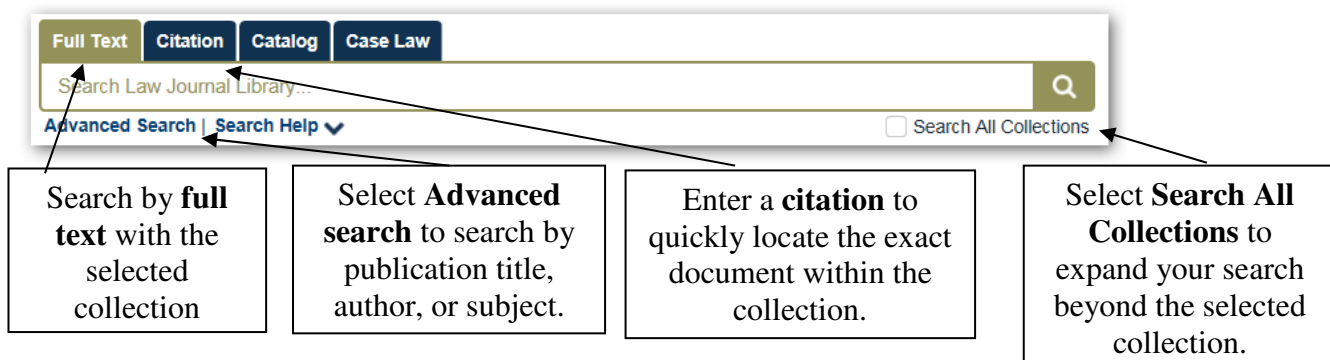 Full Text Citation Catalog Case Law
Search Law Journal Library...
Advanced Search | Search Help
Search All Collections
Search by full
text with the
selected
collection
Select Advanced
search to search by
publication title,
author, or subject.
Enter a citation to
quickly locate the exact
document within the
collection.
Select Search All
Collections to
expand your search
beyond the selected
collection.